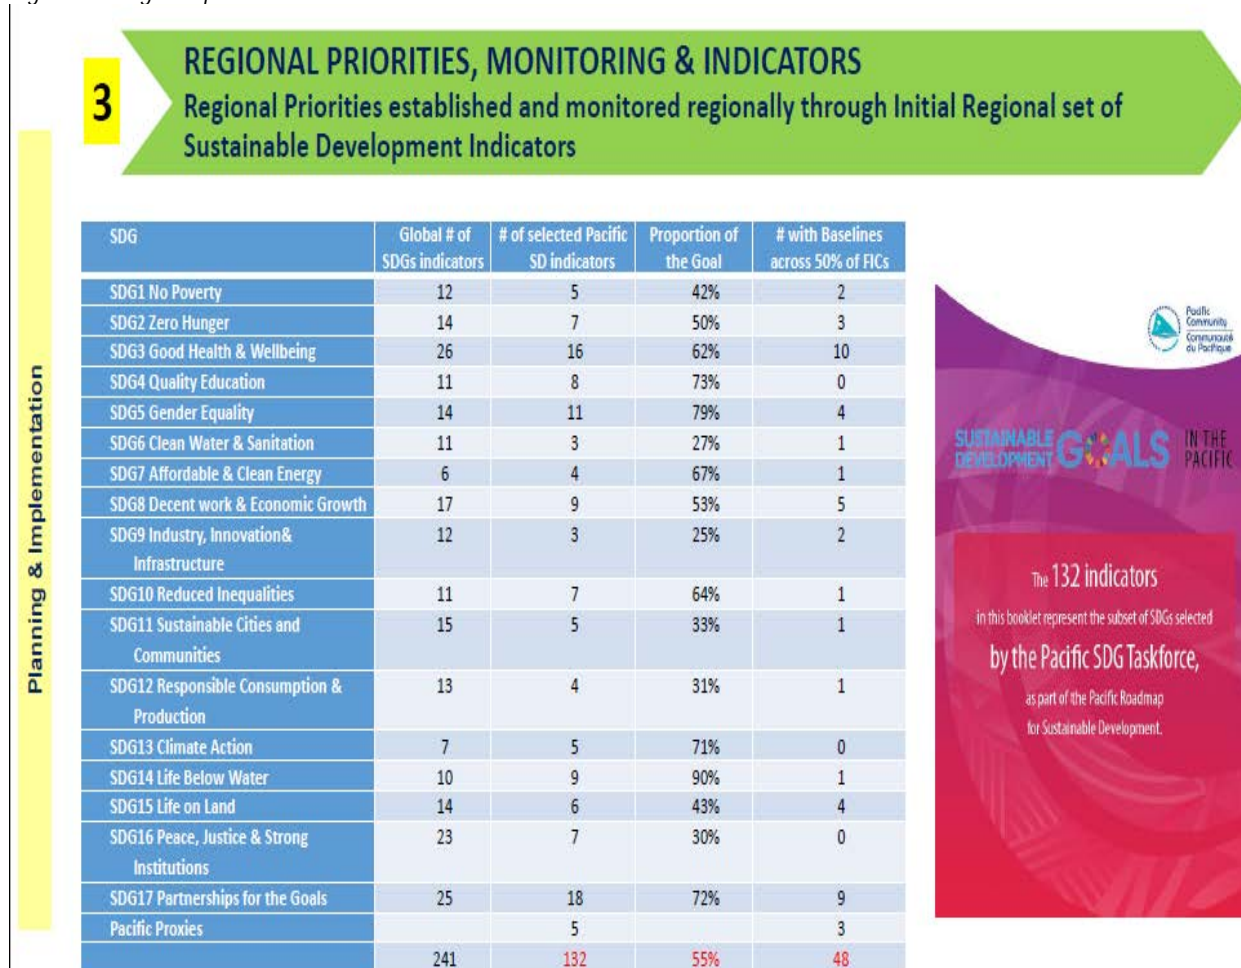 3
REGIONAL PRIORITIES, MONITORING & INDICATORS
Regional Priorities established and monitored regionally through Initial Regional set of
Sustainable Development Indicators
Planning & Implementation
SDG Global # of SDGs indicators # of selected Pacific SD indicators Proportion of the Goal # with Baselines across 50% of FICs
SDG1 No Poverty 12 5 42% 2
SDG2 Zero Hunger 14 7 50% 3
SDG3 Good Health & Wellbeing 26 16 62% 10
SDG4 Quality Education 11 8 73% 0
SDG5 Gender Equality 14 11 79% 4
SDG6 Clean Water & Sanitation 11 3 27% 1
SDG7 Affordable & Clean Energy 6 4 67% 1
SDG8 Decent work & Economic Growth 17 9 53% 5
SDG9 Industry, Innovation& 12 3 25% 2
Infrastructure
SDG10 Reduced Inequalities 11 7 64% 1
SDG11 Sustainable Cities and 15 5 33% 1
Communities
SDG12 Responsible Consumption & 13 4 31% 1
Production
SDG13 Climate Action 7 5 71% 0
SDG14 Life Below Water 10 9 90% 1
SDG15 Life on Land 14 6 43% 4
SDG16 Peace, Justice & Strong 23 7 30% 0
Institutions
SDG17 Partnerships for the Goals 25 18 72% 9
Pacific Proxies 5 3
241 132 55% 48
Pacific
Community
Communauté
du Pacifique
SUSTAINABLE
DEVELOPMENT GOALS IN THE
PACIFIC
The 132 indicators
in this booklet represent the subset of SDGs selected
by the Pacific SDG Taskforce,
as part of the Pacific Roadmap
for Sustainable Development.